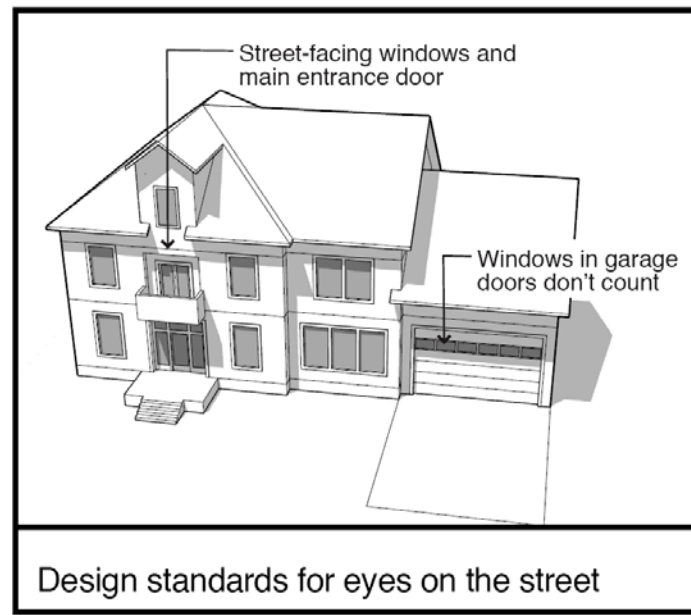 Street-facing windows and
main entrance door
Windows in garage
doors don't count
Design standards for eyes on the street